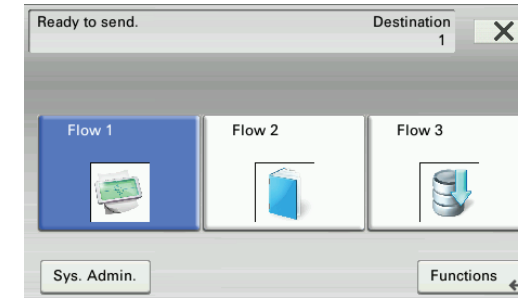 Ready to send.
Destination
1
Flow 1
Flow 2
Flow 3
Sys. Admin.
Functions